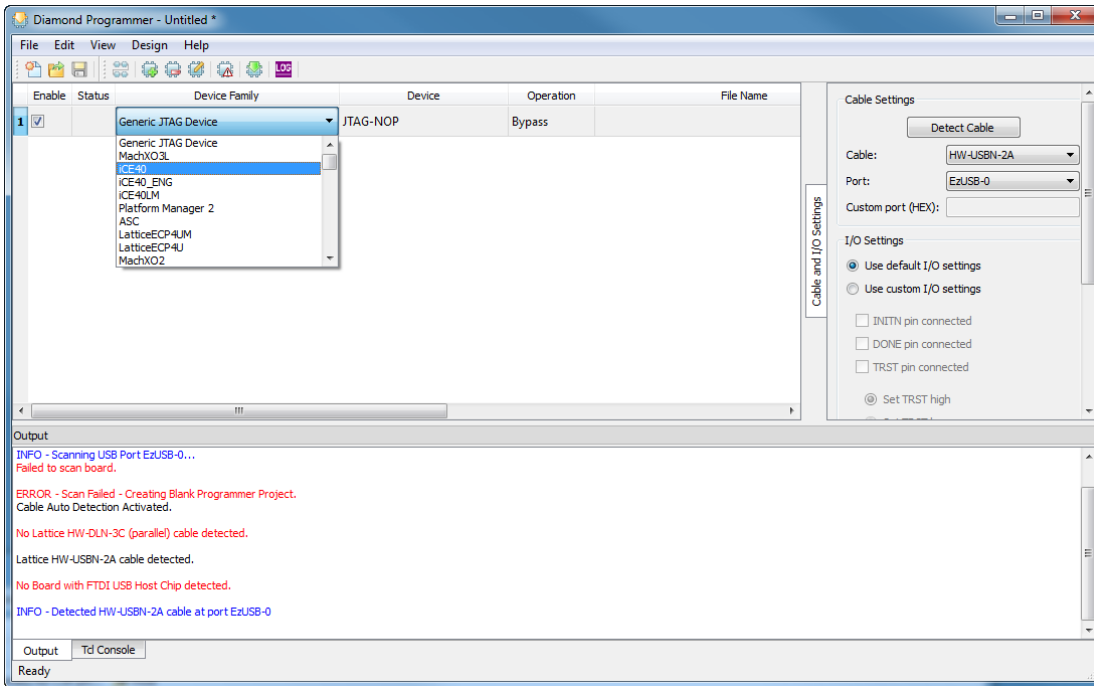 Diamond Programmer - Untitled *
File Edit View Design Help
LOG
Enable Status Device Family Device Operation File Name
1 Generic JTAG Device JTAG-NOP Bypass
Generic JTAG Device
MachXO3L
iCE40
iCE40_ENG
iCE40LM
Platform Manager 2
ASC
LatticeECP4UM
LatticeECP4U
MachXO2
Cable and I/O Settings
Cable Settings
Detect Cable
Cable: HW-USBN-2A
Port: EzUSB-0
Custom port (HEX):
I/O Settings
Use default I/O settings
Use custom I/O settings
INITN pin connected
DONE pin connected
TRST pin connected
Set TRST high
Output
INFO - Scanning USB Port EzUSB-0...
Failed to scan board.
ERROR - Scan Failed - Creating Blank Programmer Project.
Cable Auto Detection Activated.
No Lattice HW-DLN-3C (parallel) cable detected.
Lattice HW-USBN-2A cable detected.
No Board with FTDI USB Host Chip detected.
INFO - Detected HW-USBN-2A cable at port EzUSB-0
Output Tcl Console
Ready